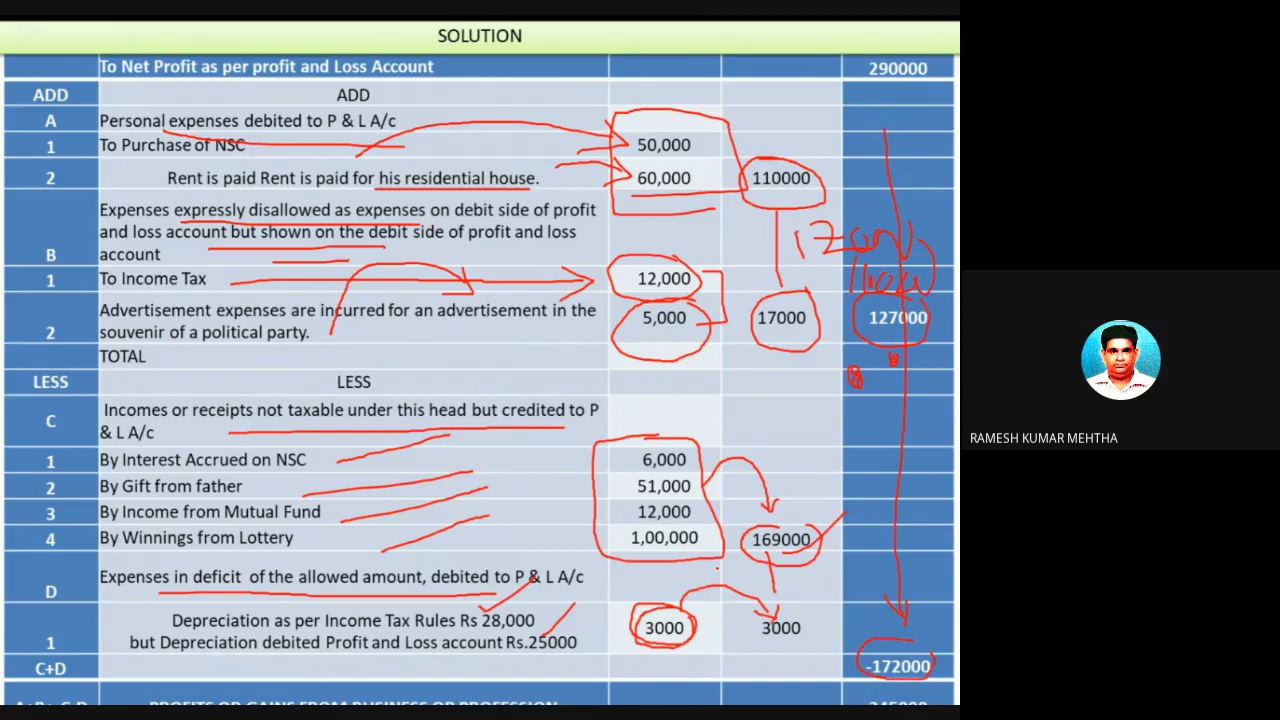 SOLUTION
To Net Profit as per profit and Loss Account 290000
ADD ADD
A Personal expenses debited to P & L A/c
1 To Purchase of NSC 50,000
2 Rent is paid Rent is paid for his residential house. 60,000 110000
Expenses expressly disallowed as expenses on debit side of profit
and loss account but shown on the debit side of profit and loss
B account
1 To Income Tax 12,000
Advertisement expenses are incurred for an advertisement in the 5,000 17000 127000
2 souvenir of a political party.
TOTAL
LESS LESS
C Incomes or receipts not taxable under this head but credited to P
& L A/c
1 By Interest Accrued on NSC 6,000
2 By Gift from father 51,000
3 By Income from Mutual Fund 12,000
4 By Winnings from Lottery 1,00,000 169000
D Expenses in deficit of the allowed amount, debited to P & L A/c
Depreciation as per Income Tax Rules Rs 28,000 3000 3000
1 but Depreciation debited Profit and Loss account Rs.25000
C+D -172000
RAMESH KUMAR MEHTHA